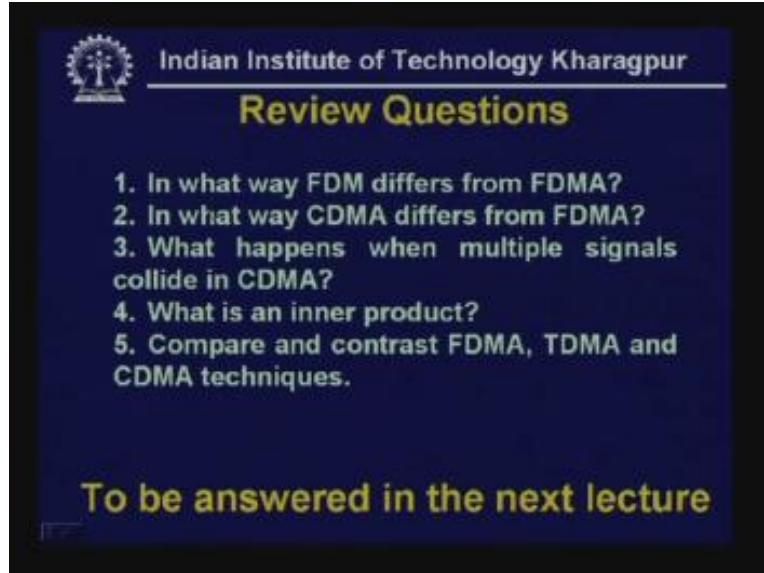 Indian Institute of Technology Kharagpur
Review Questions
1. In what way FDM differs from FDMA?
2. In what way CDMA differs from FDMA?
3. What happens when multiple signals
collide in CDMA?
4. What is an inner product?
5. Compare and contrast FDMA, TDMA and
CDMA techniques.
To be answered in the next lecture